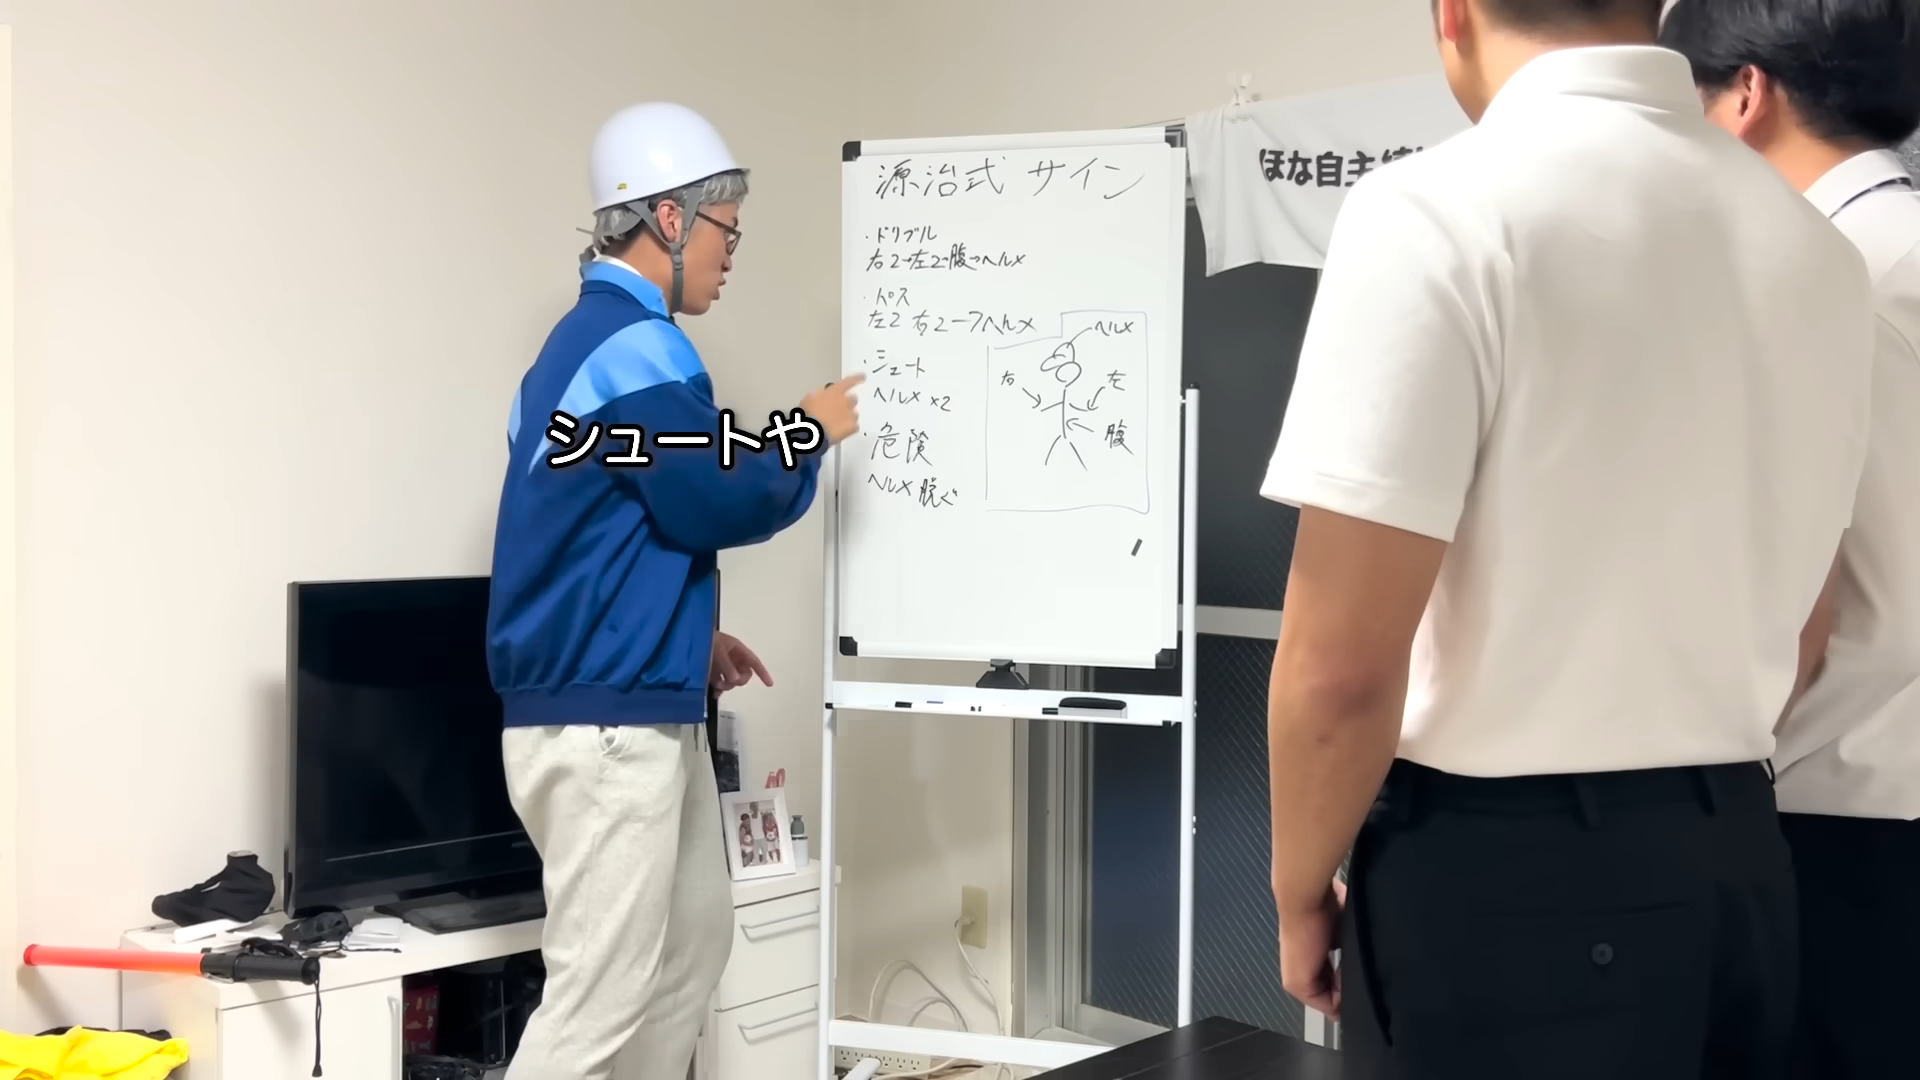 源治式 サイン
・ドリブル
右2→左2→腹→ヘルメ
・パス
左2 右2→ヘルメ
・シュート
ヘルメ×2
・危険
ヘルメ脱ぐ
ヘルメ
右
左
腹
ほな自主
シュートや